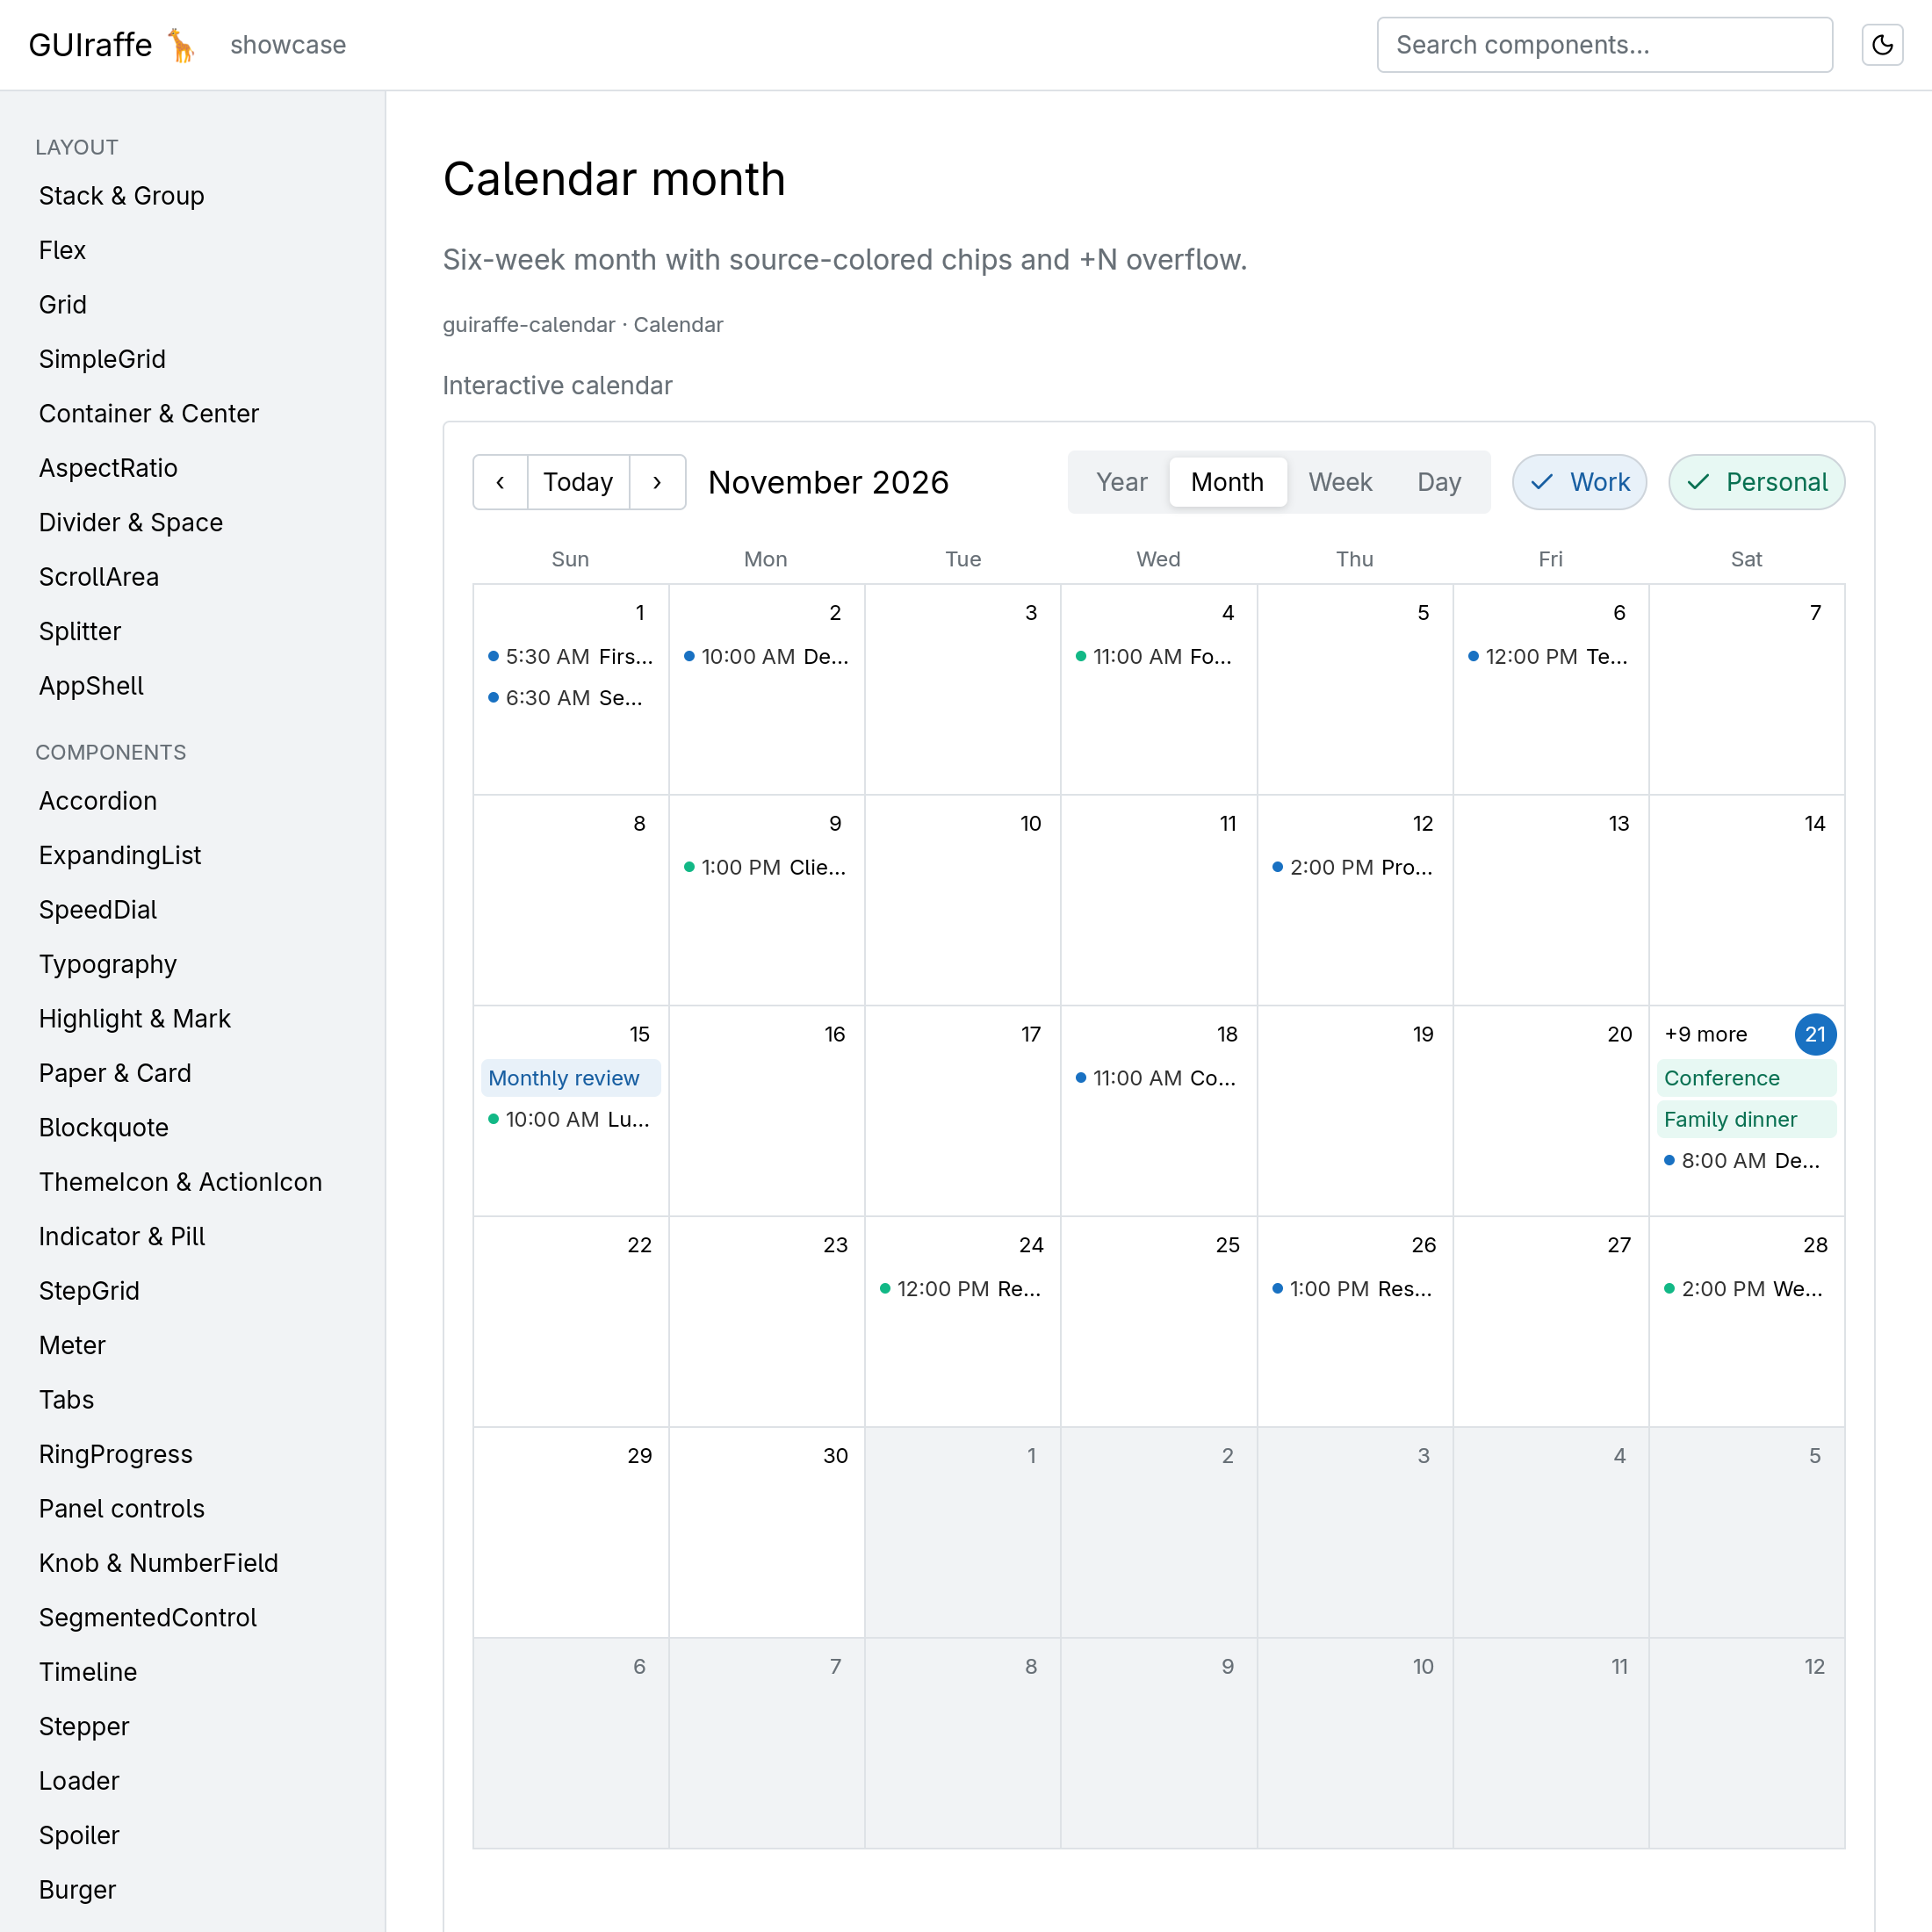 GUIraffe 🦒 showcase Search components...
LAYOUT
Stack & Group
Flex
Grid
SimpleGrid
Container & Center
AspectRatio
Divider & Space
ScrollArea
Splitter
AppShell
COMPONENTS
Accordion
ExpandingList
SpeedDial
Typography
Highlight & Mark
Paper & Card
Blockquote
ThemeIcon & ActionIcon
Indicator & Pill
StepGrid
Meter
Tabs
RingProgress
Panel controls
Knob & NumberField
SegmentedControl
Timeline
Stepper
Loader
Spoiler
Burger
Calendar month
Six-week month with source-colored chips and +N overflow.
guiraffe-calendar · Calendar
Interactive calendar
‹ Today › November 2026 Year Month Week Day ✓ Work ✓ Personal
Sun Mon Tue Wed Thu Fri Sat
1 2 3 4 5 6 7
5:30 AM Firs... 10:00 AM De... 11:00 AM Fo... 12:00 PM Te...
6:30 AM Se...
8 9 10 11 12 13 14
1:00 PM Clie... 2:00 PM Pro...
15 16 17 18 19 20 +9 more 21
Monthly review 11:00 AM Co... Conference
10:00 AM Lu... Family dinner
8:00 AM De...
22 23 24 25 26 27 28
12:00 PM Re... 1:00 PM Res... 2:00 PM We...
29 30 1 2 3 4 5
6 7 8 9 10 11 12